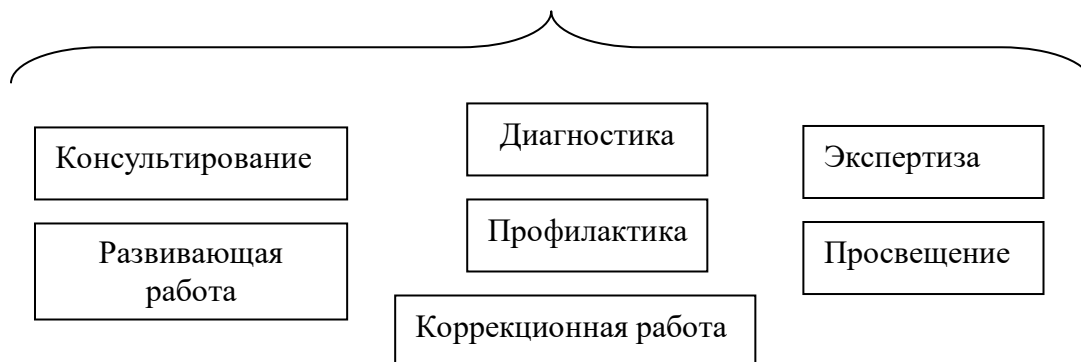 Консультирование
Развивающая
работа
Диагностика
Профилактика
Коррекционная работа
Экспертиза
Просвещение